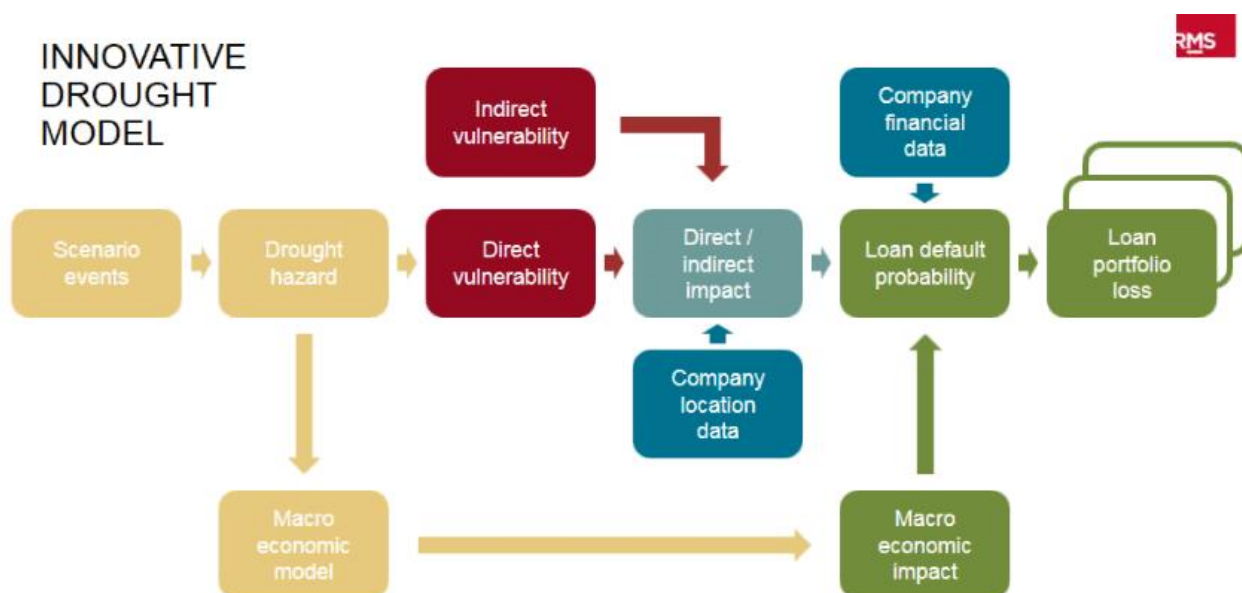 INNOVATIVE
DROUGHT
MODEL
RMS
Indirect
vulnerability
Company
financial
data
Scenario
events
Drought
hazard
Direct
vulnerability
Direct /
indirect
impact
Loan default
probability
Loan
portfolio
loss
Company
location
data
Macro
economic
model
Macro
economic
impact